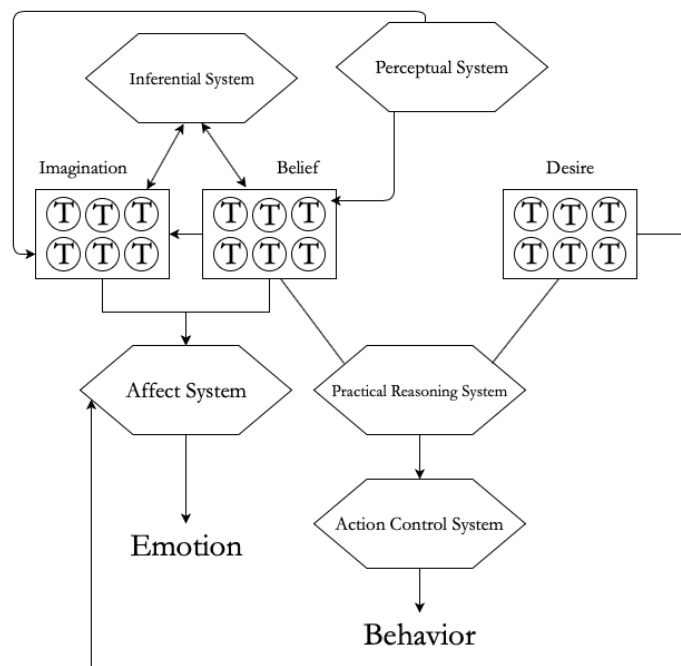 Inferential System
Perceptual System
Imagination
Belief
Desire
T T T
T T T
T T T
T T T
T T T
T T T
Affect System
Practical Reasoning System
Action Control System
Emotion
Behavior